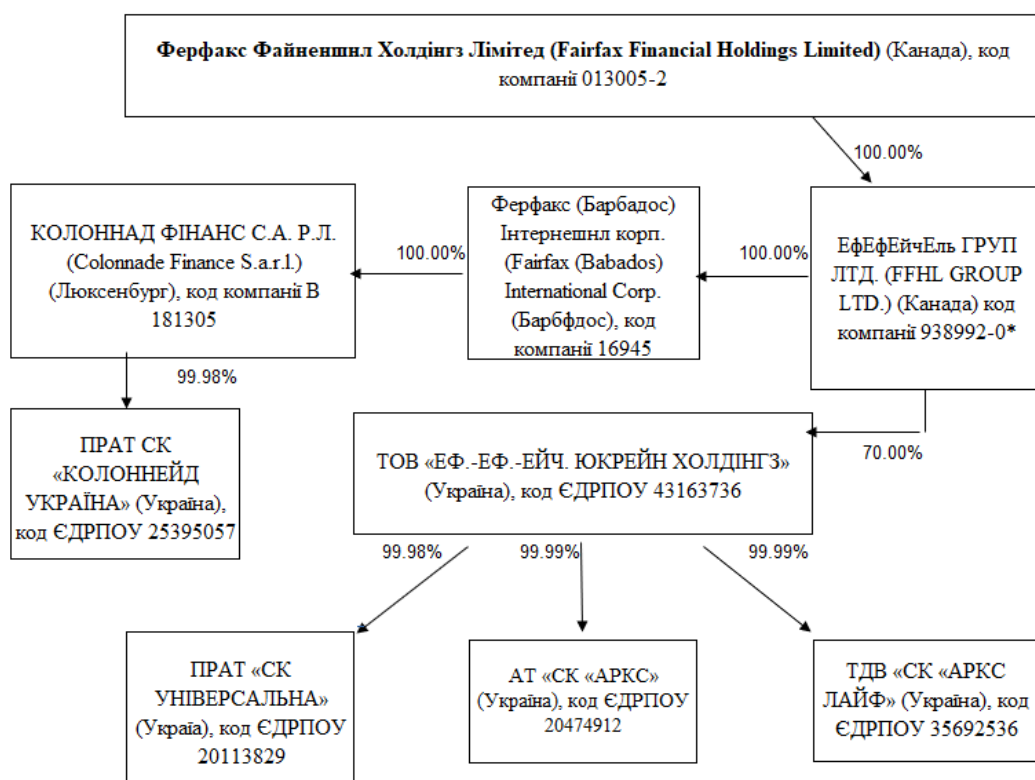 Ферфакс Файненшнл Холдінгз Лімітед (Fairfax Financial Holdings Limited) (Канада), код
компанії 013005-2
100.00%
КОЛОННАД ФІНАНС С.А. Р.Л.
(Colonnade Finance S.a.r.l.)
(Люксенбург), код компанії В
181305
100.00%
Ферфакс (Барбадос)
Інтернешнл корп.
(Fairfax (Babados)
International Corp.
(Барбфдос), код
компанії 16945
100.00%
ЕфЕфЕйчЕль ГРУП
ЛТД. (FFHL GROUP
LTD.) (Канада) код
компанії 938992-0*
99.98%
ПРАТ СК
«КОЛОННЕЙД
УКРАЇНА» (Україна),
код ЄДРПОУ 25395057
70.00%
ТОВ «ЕФ.-ЕФ.-ЕЙЧ. ЮКРЕЙН ХОЛДІНГЗ»
(Україна), код ЄДРПОУ 43163736
99.98%
99.99%
99.99%
ПРАТ «СК
УНІВЕРСАЛЬНА»
(Україа), код ЄДРПОУ
20113829
АТ «СК «АРКС»
(Україна), код ЄДРПОУ
20474912
ТДВ «СК «АРКС
ЛАЙФ» (Україна), код
ЄДРПОУ 35692536